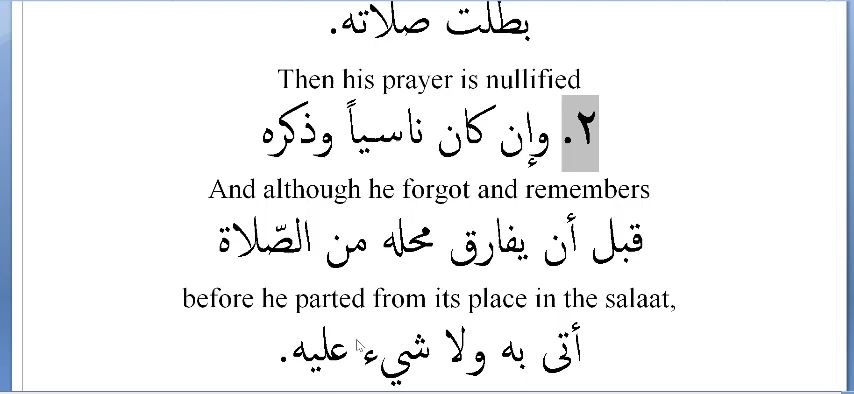 بطلت صلاته.
Then his prayer is nullified
٢. وإن كان ناسياً وذكره
And although he forgot and remembers
قبل أن يفارق محله من الصّلاة
before he parted from its place in the salaat,
أتى به ولا شيء عليه.